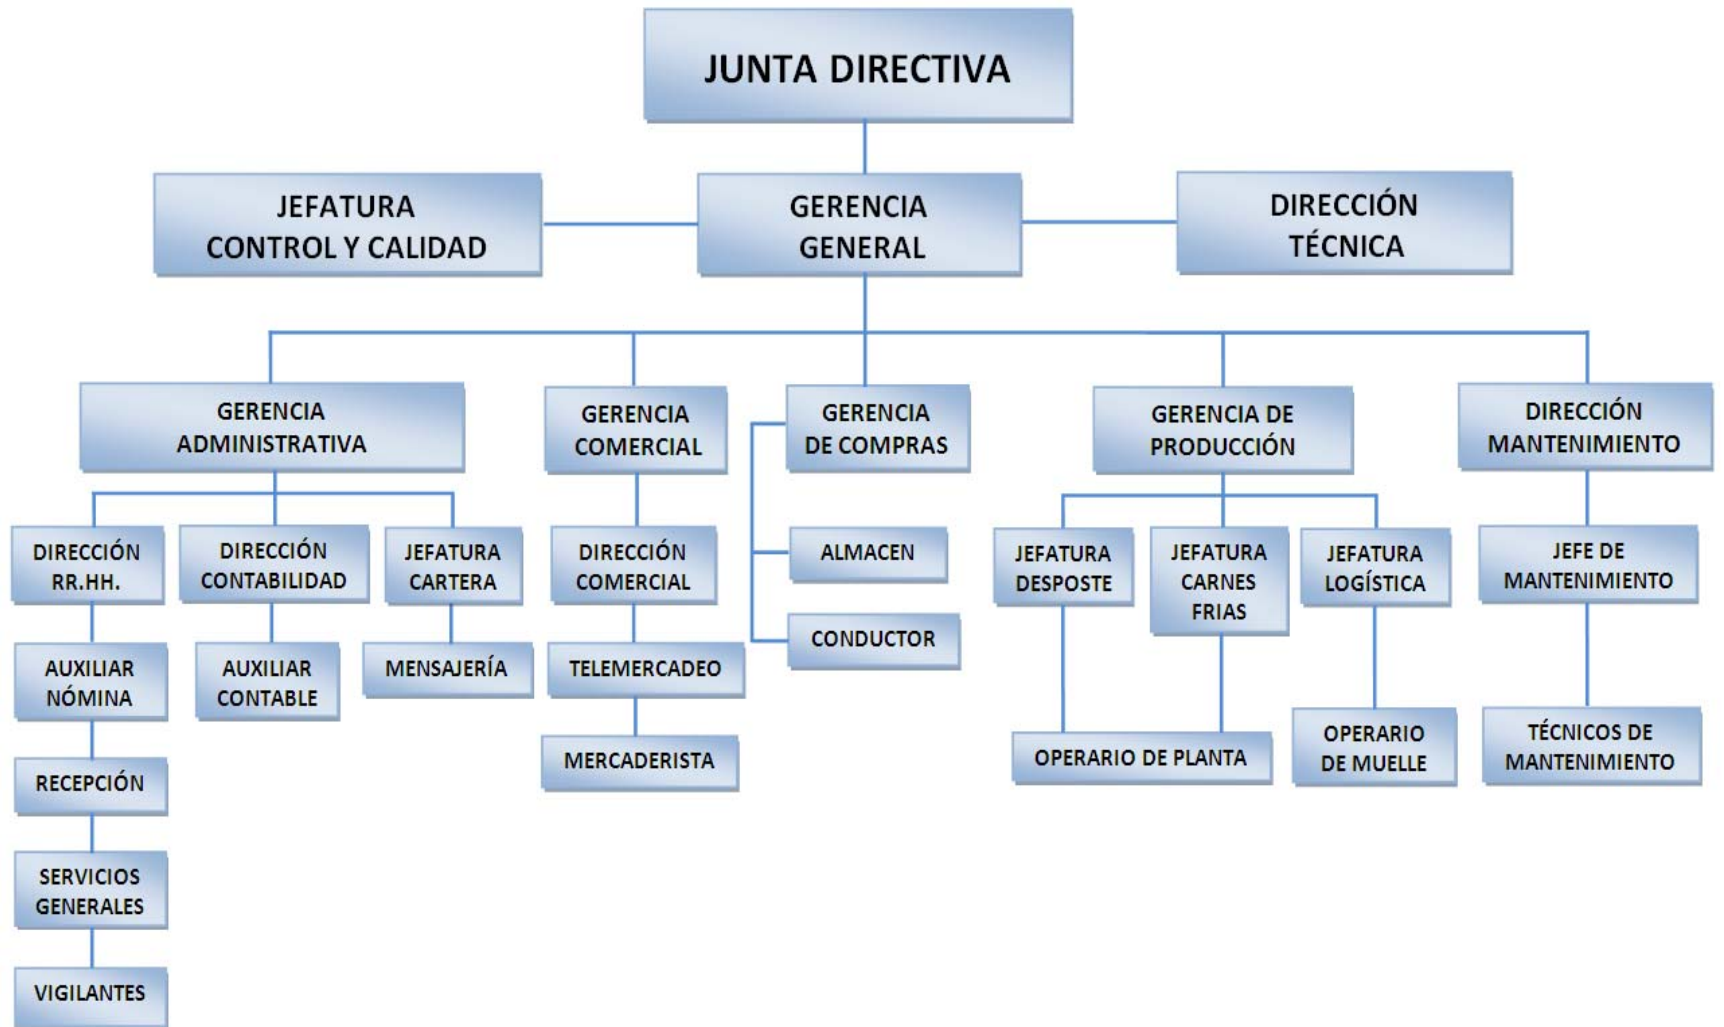 JUNTA DIRECTIVA
JEFATURA
CONTROL Y CALIDAD
GERENCIA
GENERAL
DIRECCIÓN
TÉCNICA
GERENCIA
ADMINISTRATIVA
GERENCIA
COMERCIAL
GERENCIA
DE COMPRAS
GERENCIA DE
PRODUCCIÓN
DIRECCIÓN
MANTENIMIENTO
DIRECCIÓN
RR.HH.
DIRECCIÓN
CONTABILIDAD
JEFATURA
CARTERA
DIRECCIÓN
COMERCIAL
ALMACEN
JEFATURA
DESPOSTE
JEFATURA
CARNES
FRIAS
JEFATURA
LOGÍSTICA
JEFE DE
MANTENIMIENTO
AUXILIAR
NÓMINA
AUXILIAR
CONTABLE
MENSAJERÍA
TELEMERCADEO
CONDUCTOR
MERCADERISTA
OPERARIO DE PLANTA
OPERARIO
DE MUELLE
TÉCNICOS DE
MANTENIMIENTO
RECEPCIÓN
SERVICIOS
GENERALES
VIGILANTES